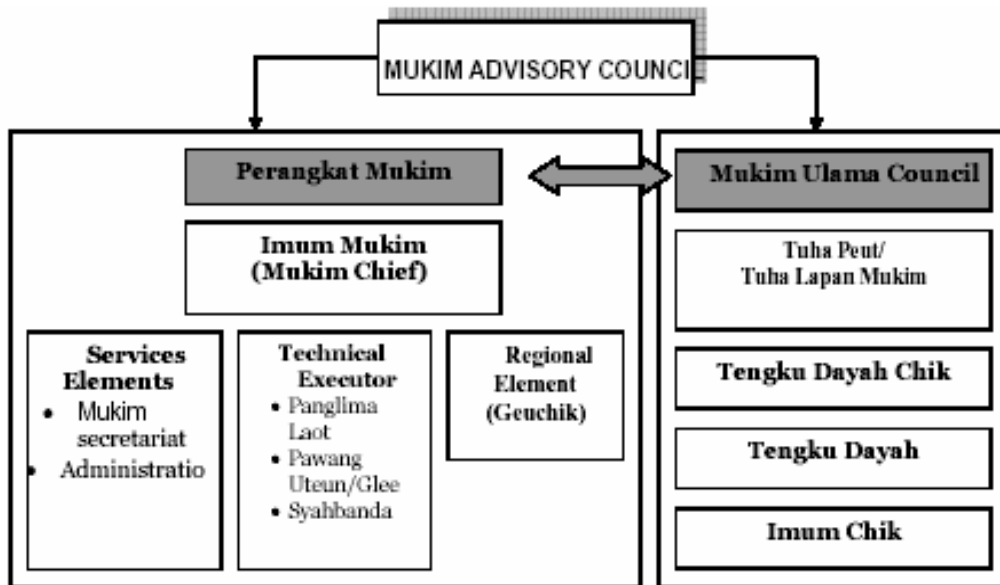 MUKIM ADVISORY COUNCI
Perangkat Mukim
Imum Mukim
(Mukim Chief)
Services
Elements
• Mukim
secretariat
• Administratio
Technical
Executor
• Panglima
Laot
• Pawang
Uteun/Glee
• Syahbanda
Regional
Element
(Geuchik)
Mukim Ulama Council
Tuha Peut/
Tuha Lapan Mukim
Tengku Dayah Chik
Tengku Dayah
Imum Chik